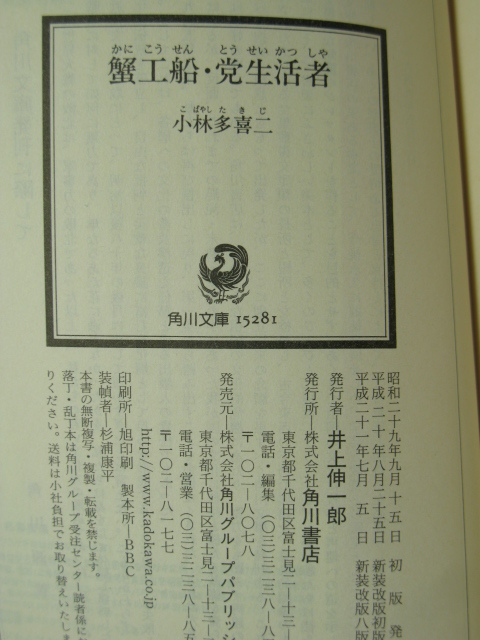 かに こう せん とう せい かつ しゃ
蟹工船・党生活者
こ ばやし た き じ
小林多喜二
角川文庫 15281
昭和二十九年九月十五日 初版発
平成二十年八月二十五日 新装改版初版
平成二十一年七月五日 新装改版八版
発行者―井上伸一郎
発行所―株式会社角川書店
東京都千代田区富士見二―十三―
電話・編集 (〇三)三二三八―八
〒一〇二―八〇七八
発売元―株式会社角川グループパブリッシ
東京都千代田区富士見二―十三―
電話・営業 (〇三)三二三八―八五
〒一〇二―八一七七
http://www.kadokawa.co.jp
印刷所―旭印刷 製本所―BBC
装幀者―杉浦康平
本書の無断複写・複製・転載を禁じます。
落丁・乱丁本は角川グループ受注センター読者係に
りください。送料は小社負担でお取り替えいたしま